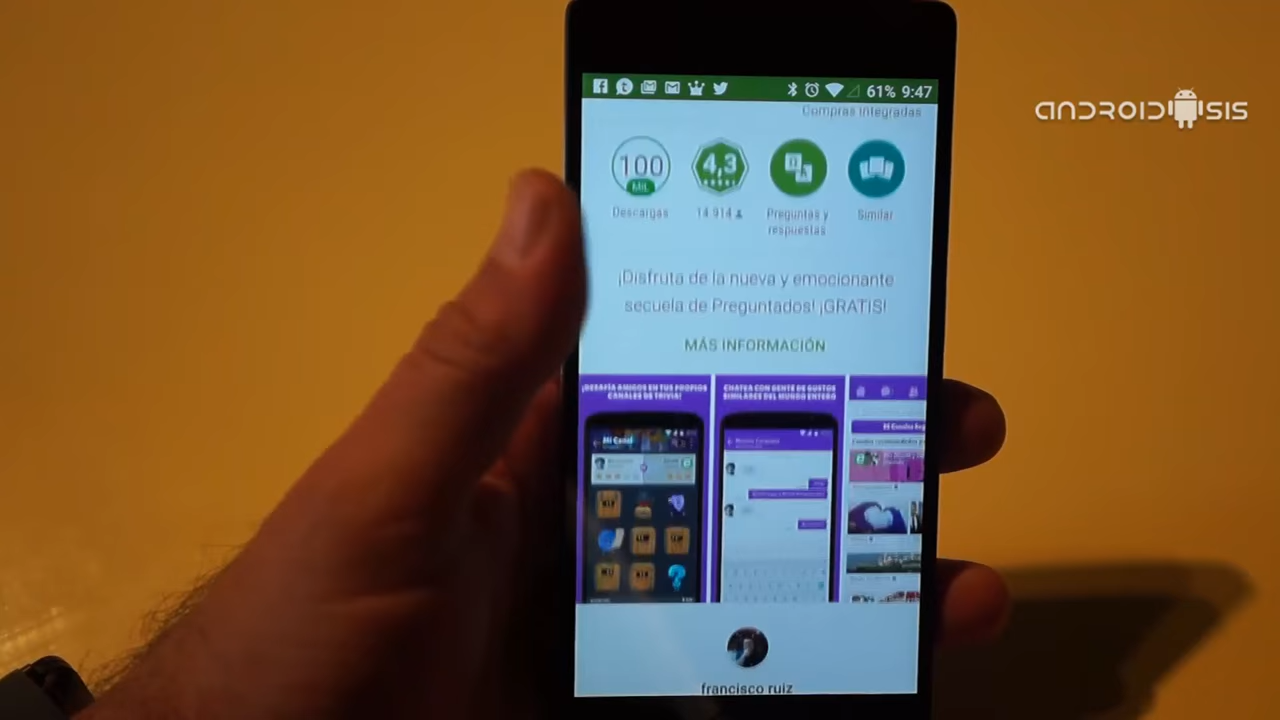 61% 9:47
ANDROIDSIS
Compras integradas
100
MIL
4,3
Descargas
14.914
Preguntas y
respuestas
Similar
¡Disfruta de la nueva y emocionante
secuela de Preguntados! ¡GRATIS!
MÁS INFORMACIÓN
¡DESAFÍA AMIGOS EN TUS PROPIOS
CANALES DE TRIVIA!
CHATEA CON GENTE DE GUSTOS
SIMILARES DEL MUNDO ENTERO
Mi Canal
francisco ruiz